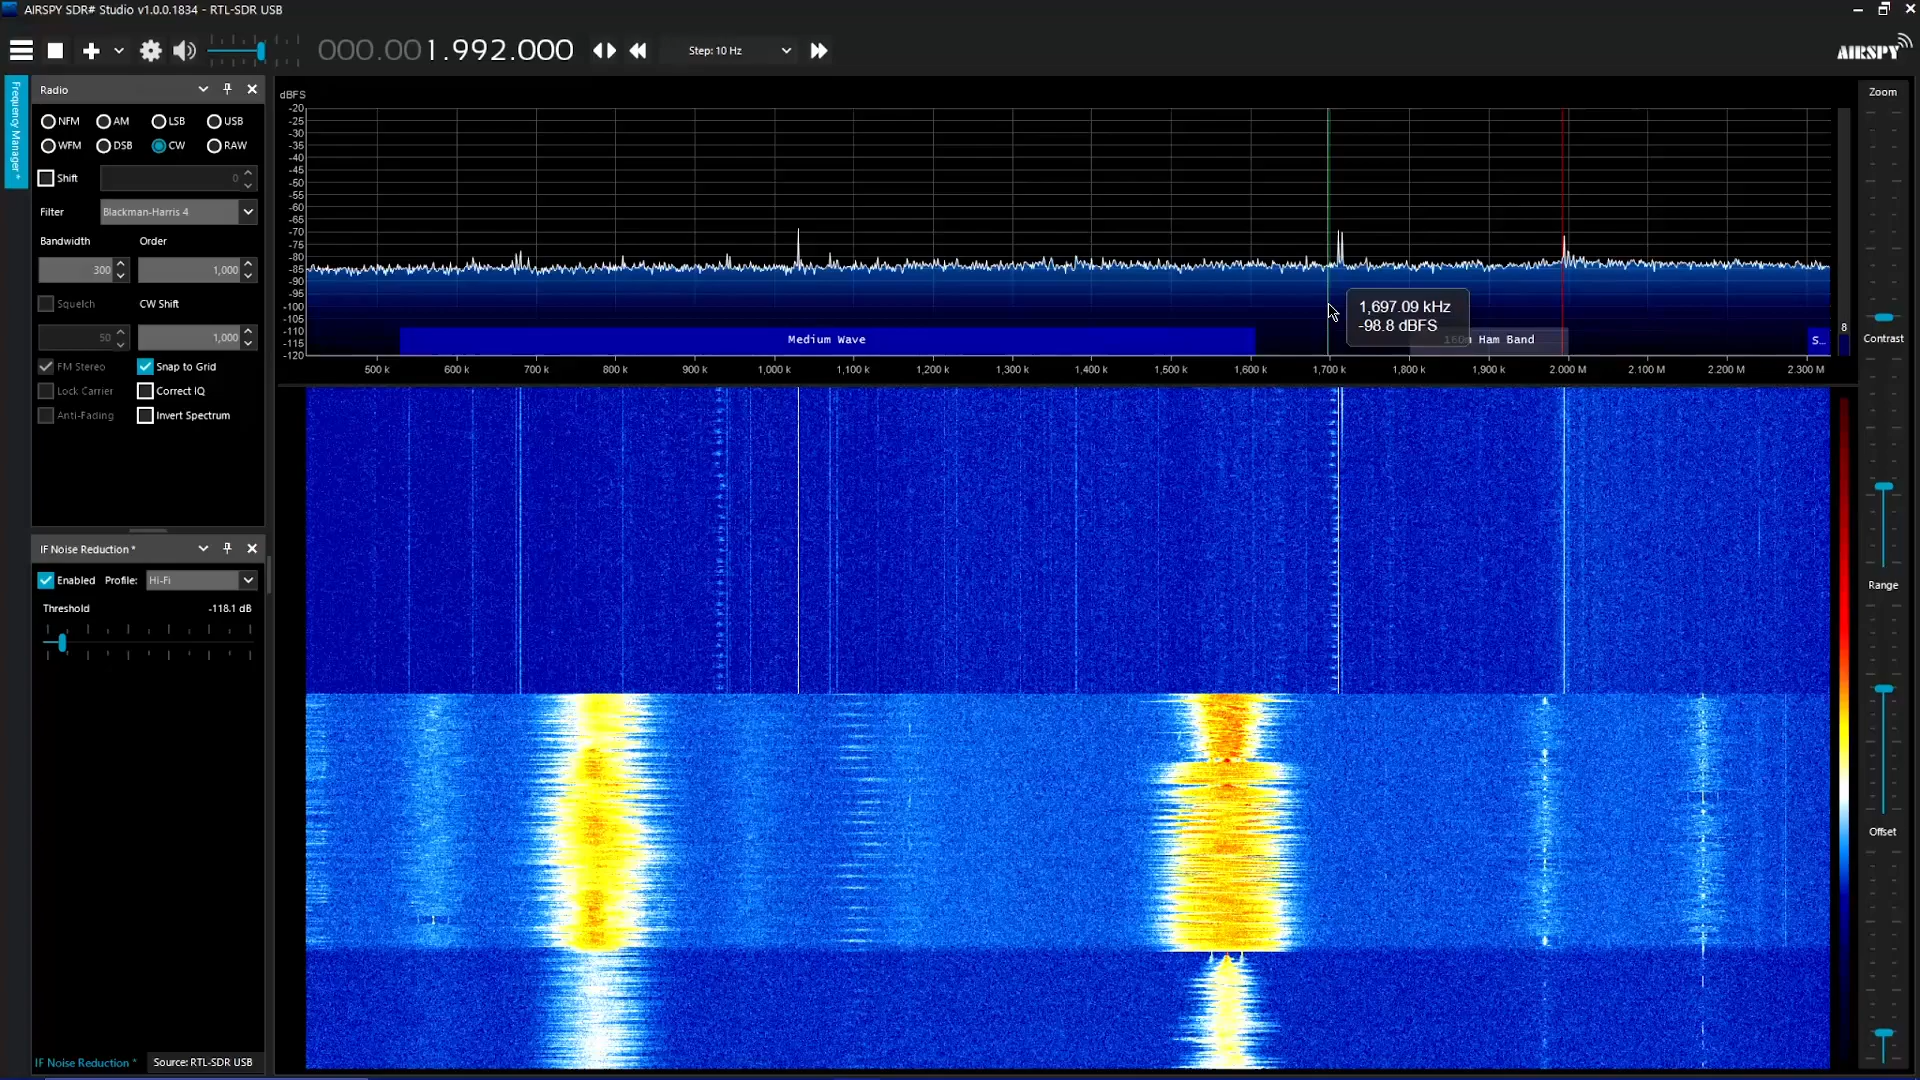 AIRSPY SDR# Studio v1.0.0.1834 - RTL-SDR USB
000.001.992.000
Step: 10 Hz
AIRSPY
Frequency Manager *
Radio
NFM AM LSB USB
WFM DSB CW RAW
Shift 0
Filter Blackman-Harris 4
Bandwidth Order
300 1,000
Squelch CW Shift
50 1,000
FM Stereo Snap to Grid
Lock Carrier Correct IQ
Anti-Fading Invert Spectrum
IF Noise Reduction *
Enabled Profile: Hi-Fi
Threshold -118.1 dB
IF Noise Reduction * Source: RTL-SDR USB
dBFS
-20
-25
-30
-35
-40
-45
-50
-55
-60
-65
-70
-75
-80
-85
-90
-95
-100
-105
-110
-115
-120
1,697.09 kHz
-98.8 dBFS
Medium Wave
160m Ham Band
S...
8
500 k 600 k 700 k 800 k 900 k 1,000 k 1,100 k 1,200 k 1,300 k 1,400 k 1,500 k 1,600 k 1,700 k 1,800 k 1,900 k 2.000 M 2.100 M 2.200 M 2.300 M
Zoom
Contrast
Range
Offset